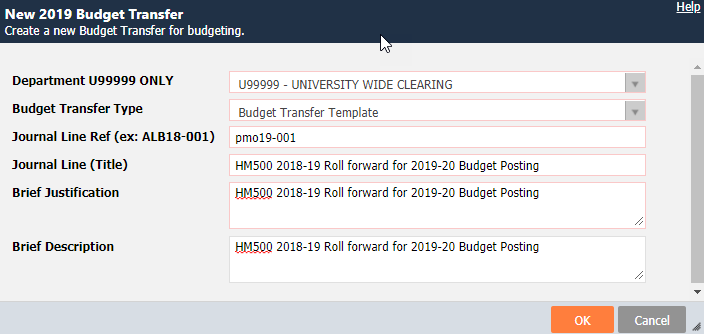 New 2019 Budget Transfer
Help
Create a new Budget Transfer for budgeting.
Department U99999 ONLY
U99999 - UNIVERSITY WIDE CLEARING
Budget Transfer Type
Budget Transfer Template
Journal Line Ref (ex: ALB18-001)
pmo19-001
Journal Line (Title)
HM500 2018-19 Roll forward for 2019-20 Budget Posting
Brief Justification
HM500 2018-19 Roll forward for 2019-20 Budget Posting
Brief Description
HM500 2018-19 Roll forward for 2019-20 Budget Posting
OK
Cancel